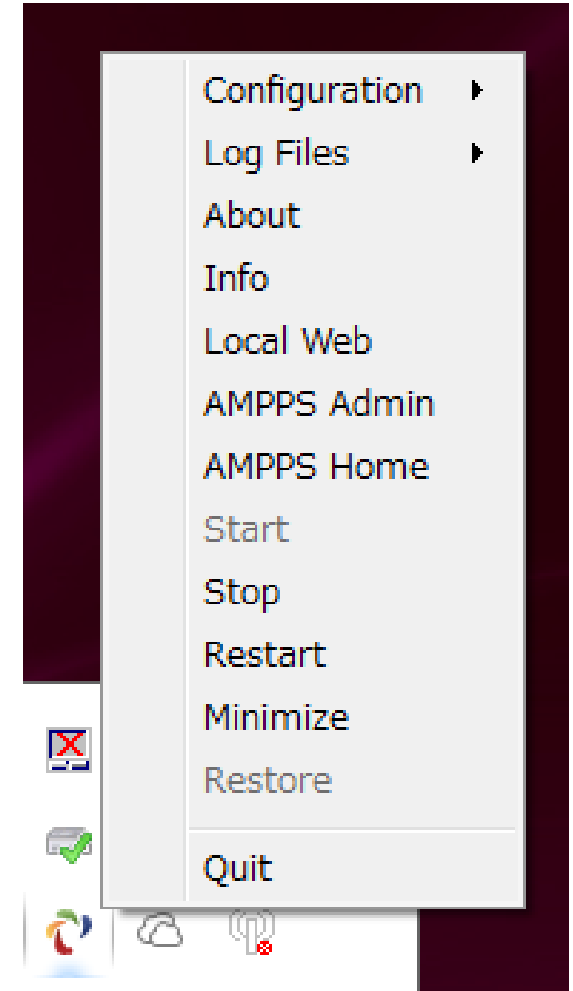 Configuration
Log Files
About
Info
Local Web
AMPPS Admin
AMPPS Home
Start
Stop
Restart
Minimize
Restore
Quit